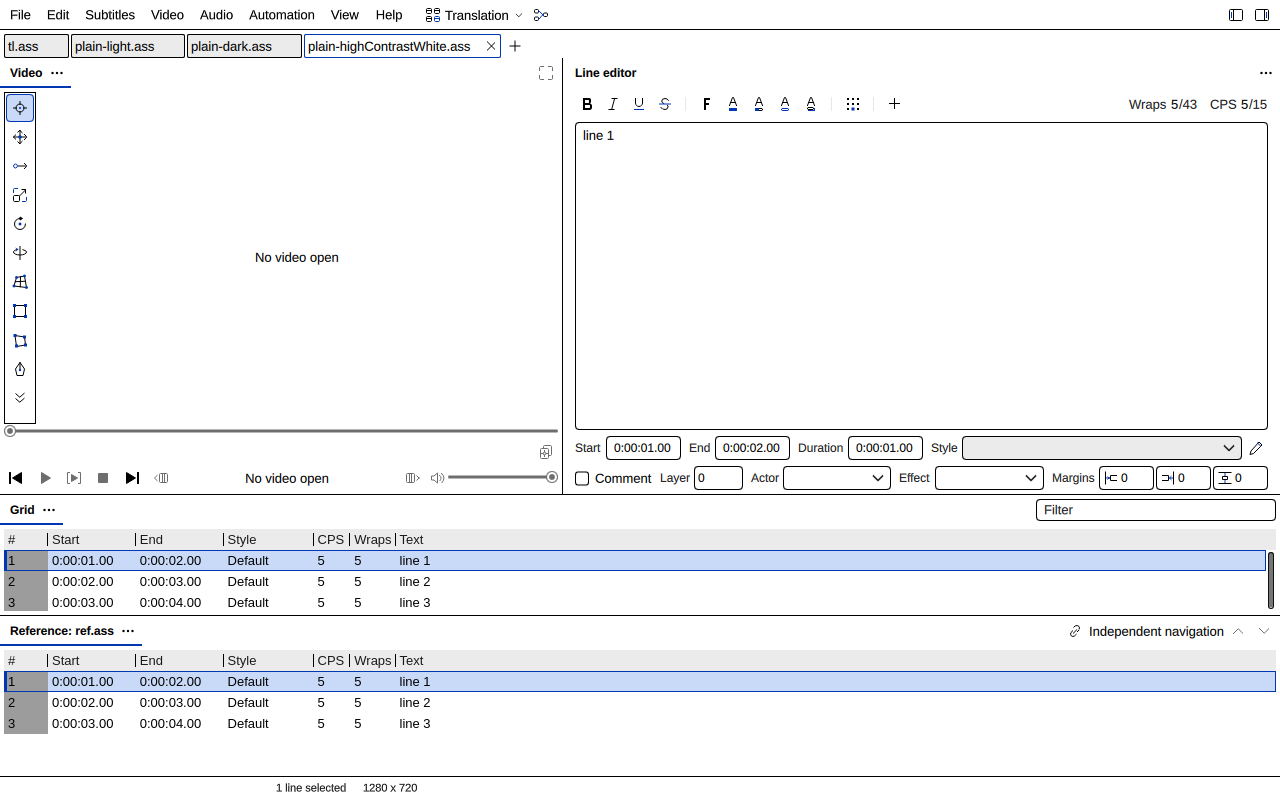 File Edit Subtitles Video Audio Automation View Help Translation
tl.ass plain-light.ass plain-dark.ass plain-highContrastWhite.ass
Video
No video open
No video open
Line editor
B I U S F A A A A Wraps 5/43 CPS 5/15
line 1
Start 0:00:01.00 End 0:00:02.00 Duration 0:00:01.00 Style
Comment Layer 0 Actor Effect Margins 0 0 0
Grid Filter
# Start End Style CPS Wraps Text
1 0:00:01.00 0:00:02.00 Default 5 5 line 1
2 0:00:02.00 0:00:03.00 Default 5 5 line 2
3 0:00:03.00 0:00:04.00 Default 5 5 line 3
Reference: ref.ass Independent navigation
# Start End Style CPS Wraps Text
1 0:00:01.00 0:00:02.00 Default 5 5 line 1
2 0:00:02.00 0:00:03.00 Default 5 5 line 2
3 0:00:03.00 0:00:04.00 Default 5 5 line 3
1 line selected 1280 x 720